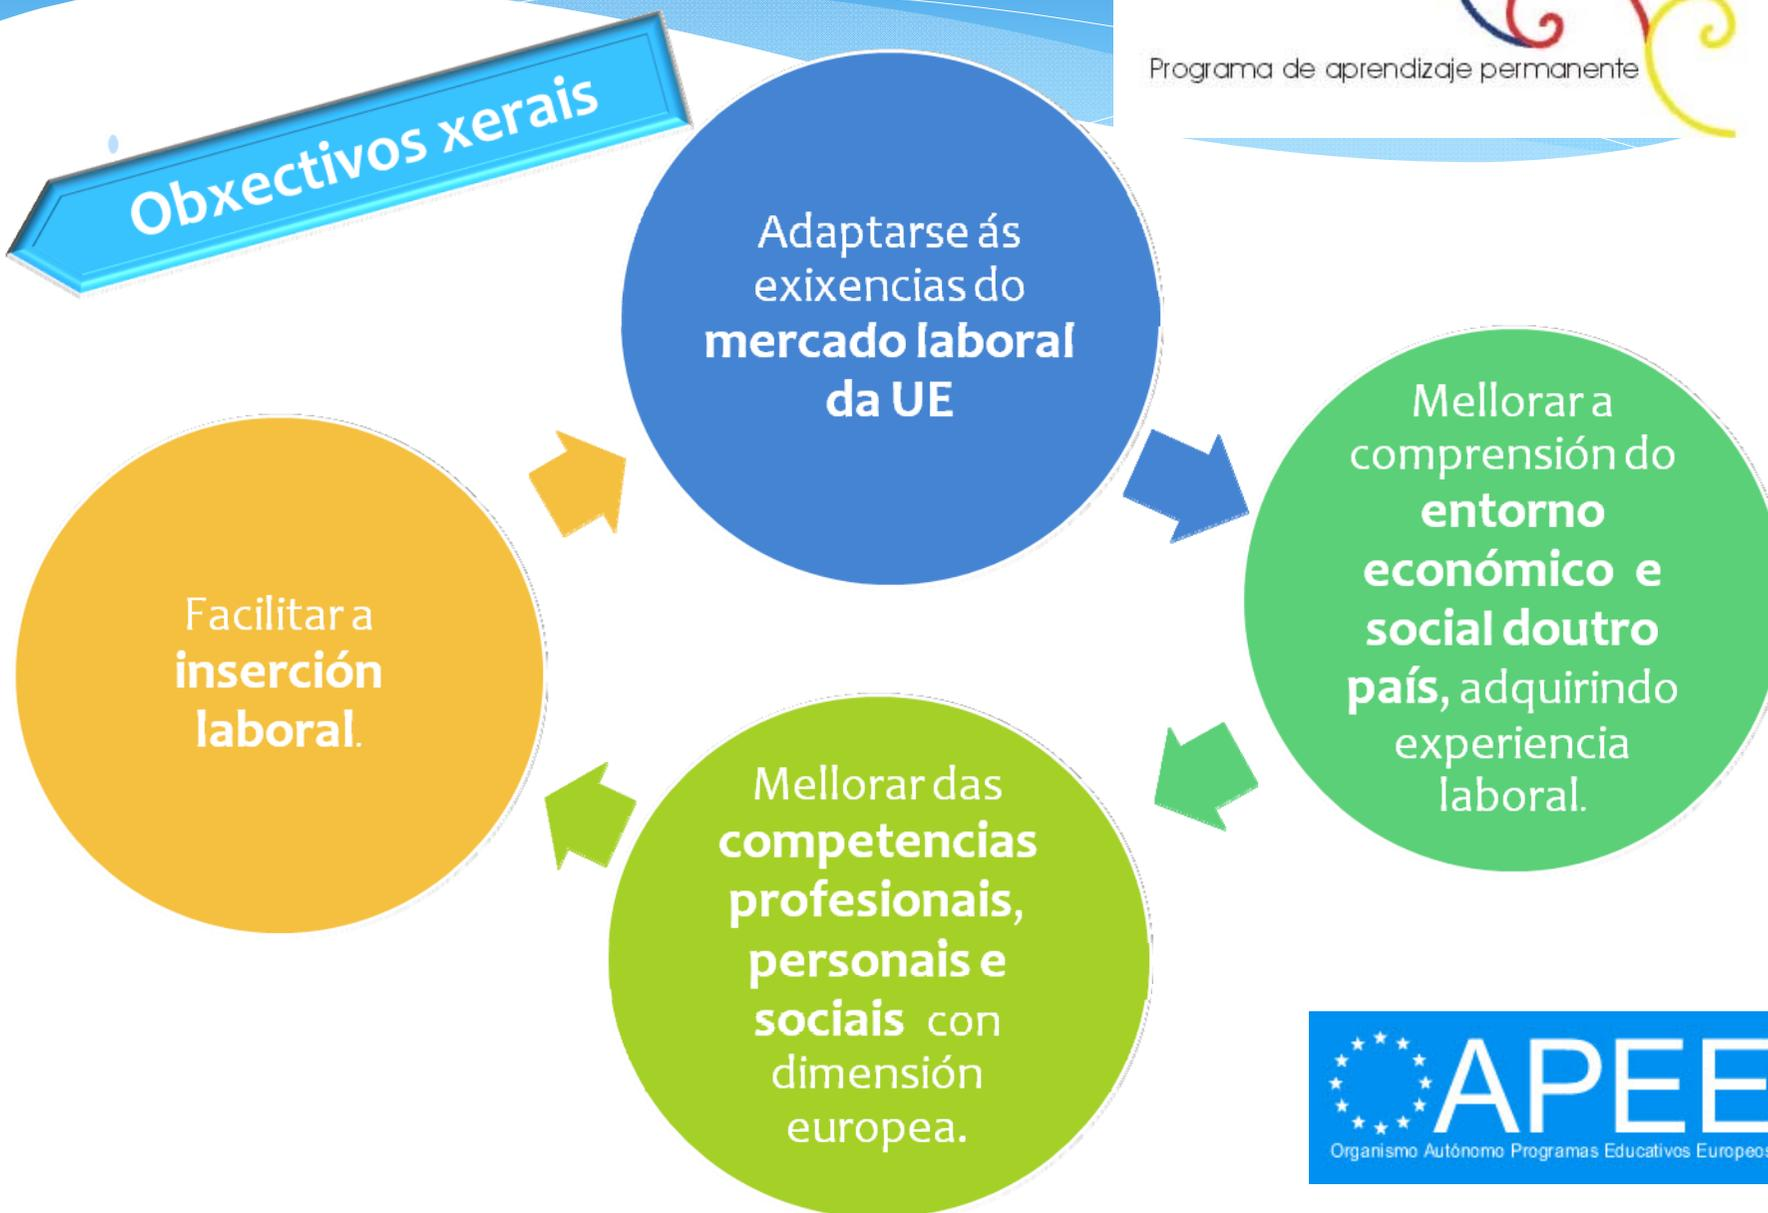 Obxectivos xerais
Programa de aprendizaje permanente
Adaptarse ás
exixencias do
mercado laboral
da UE
Mellorar a
comprensión do
entorno
económico e
social doutro
país, adquirindo
experiencia
laboral.
Mellorar das
competencias
profesionais,
personais e
sociais con
dimensión
europea.
Facilitar a
inserción
laboral.
OAPEE
Organismo Autónomo Programas Educativos Europeos